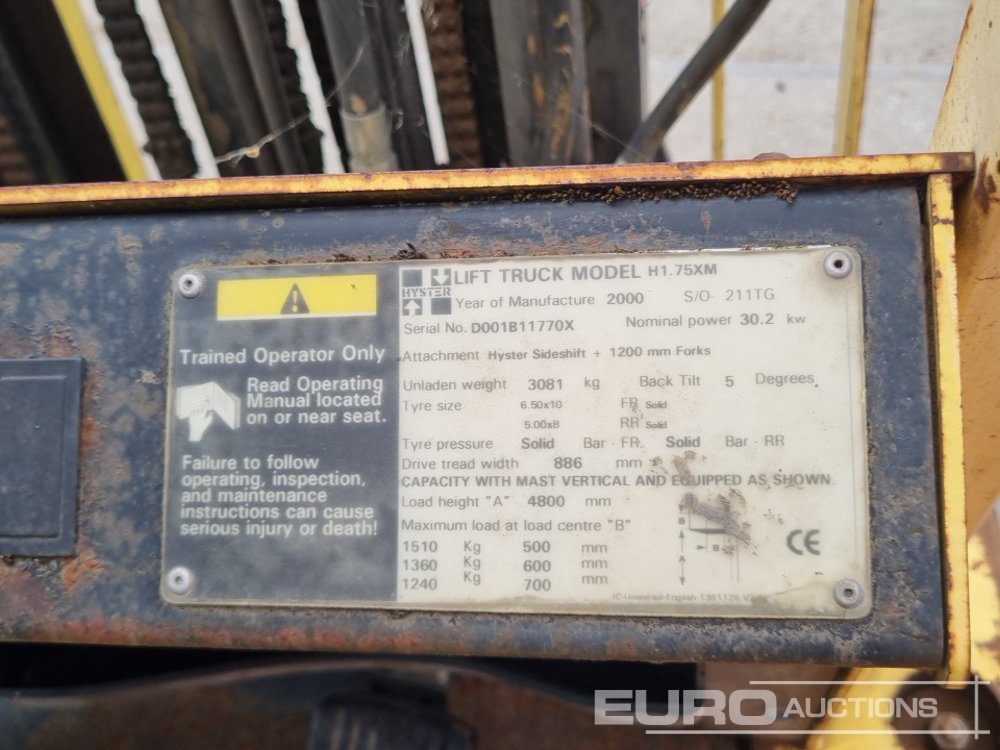 Trained Operator Only
Read Operating
Manual located
on or near seat.
Failure to follow
operating, inspection,
and maintenance
instructions can cause
serious injury or death!
HYSTER
LIFT TRUCK MODEL H1.75XM
Year of Manufacture 2000 S/O 211TG
Serial No. D001B11770X Nominal power 30.2 kw
Attachment Hyster Sideshift + 1200 mm Forks
Unladen weight 3081 kg Back Tilt 5 Degrees
Tyre size 6.50x10 FR Solid
5.00x8 RR Solid
Tyre pressure Solid Bar - FR Solid Bar - RR
Drive tread width 886 mm
CAPACITY WITH MAST VERTICAL AND EQUIPPED AS SHOWN
Load height "A" 4800 mm
Maximum load at load centre "B"
1510 Kg 500 mm
1360 Kg 600 mm
1240 Kg 700 mm
B
A
B
CE
IC Universal-English
EURO AUCTIONS